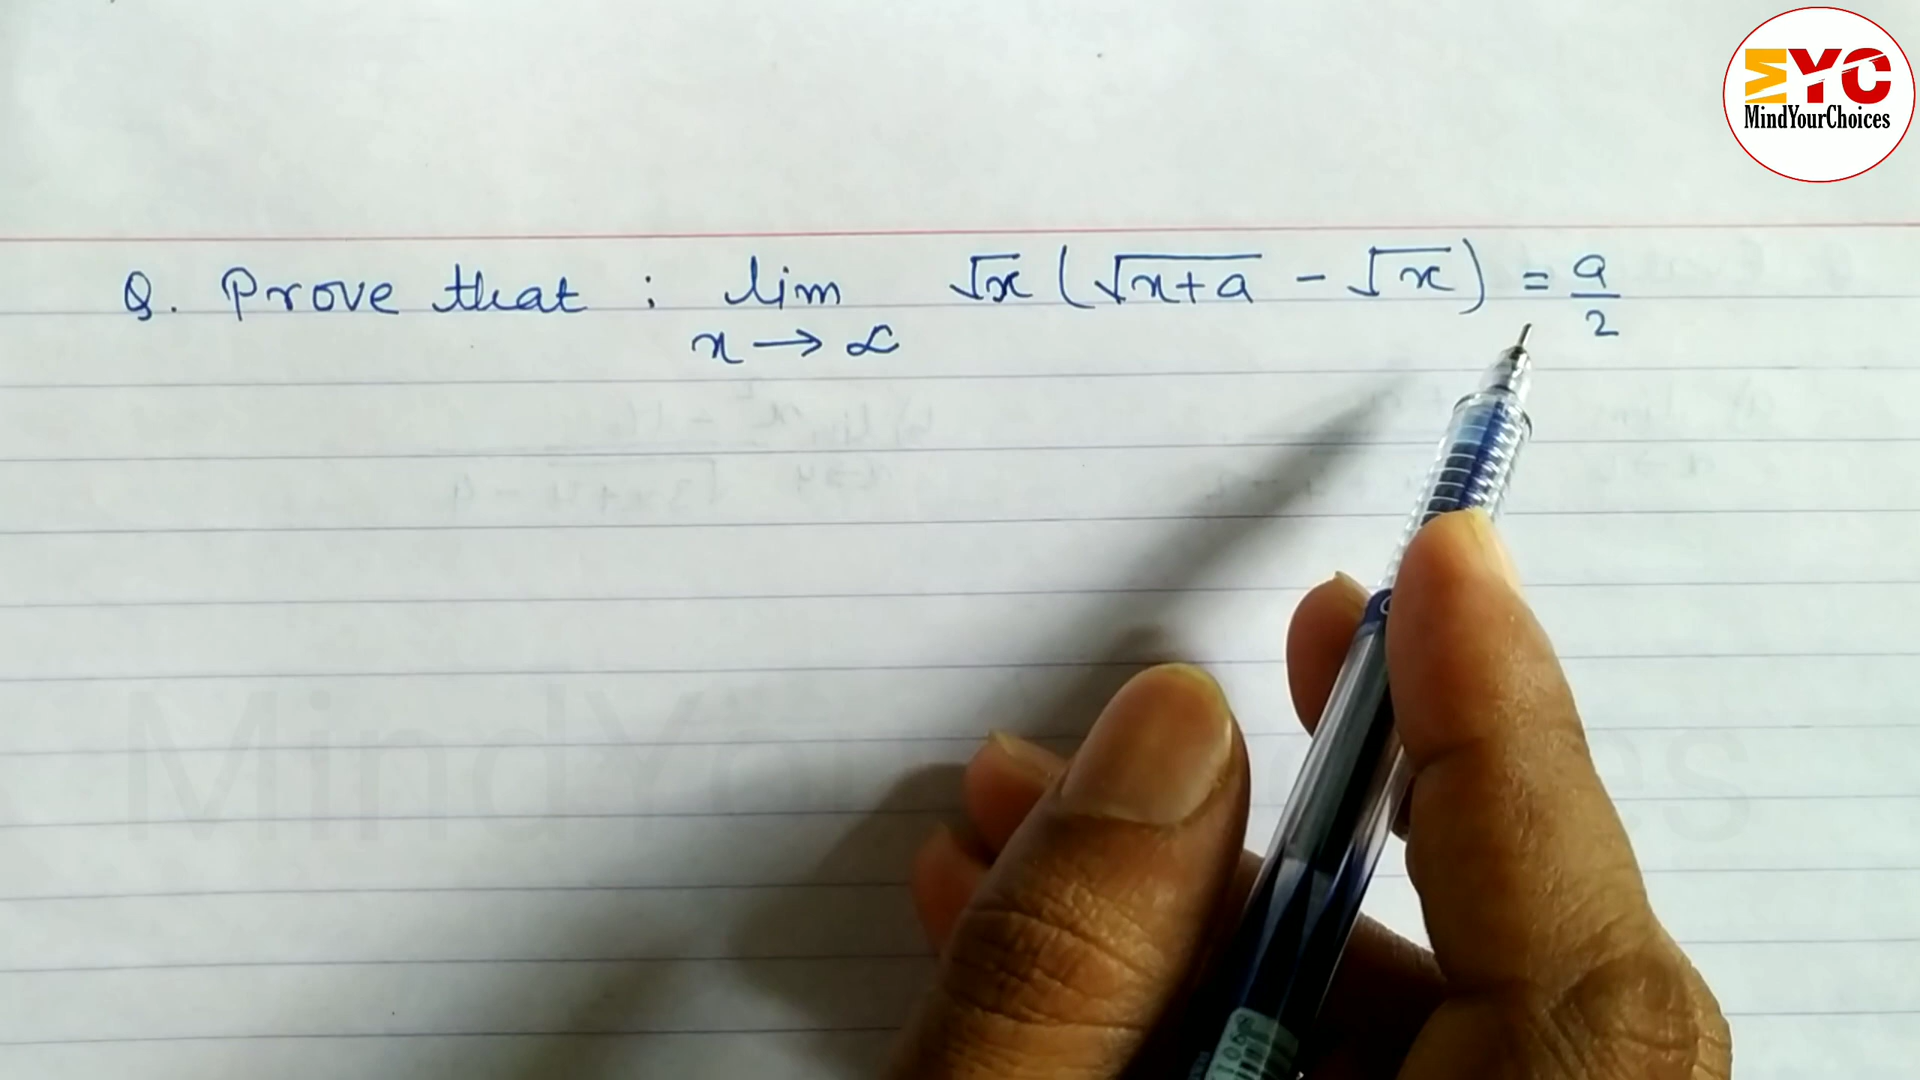 MYC
MindYourChoices
Q. Prove that : lim √x (√x+a - √x) = a/2
x → ∞